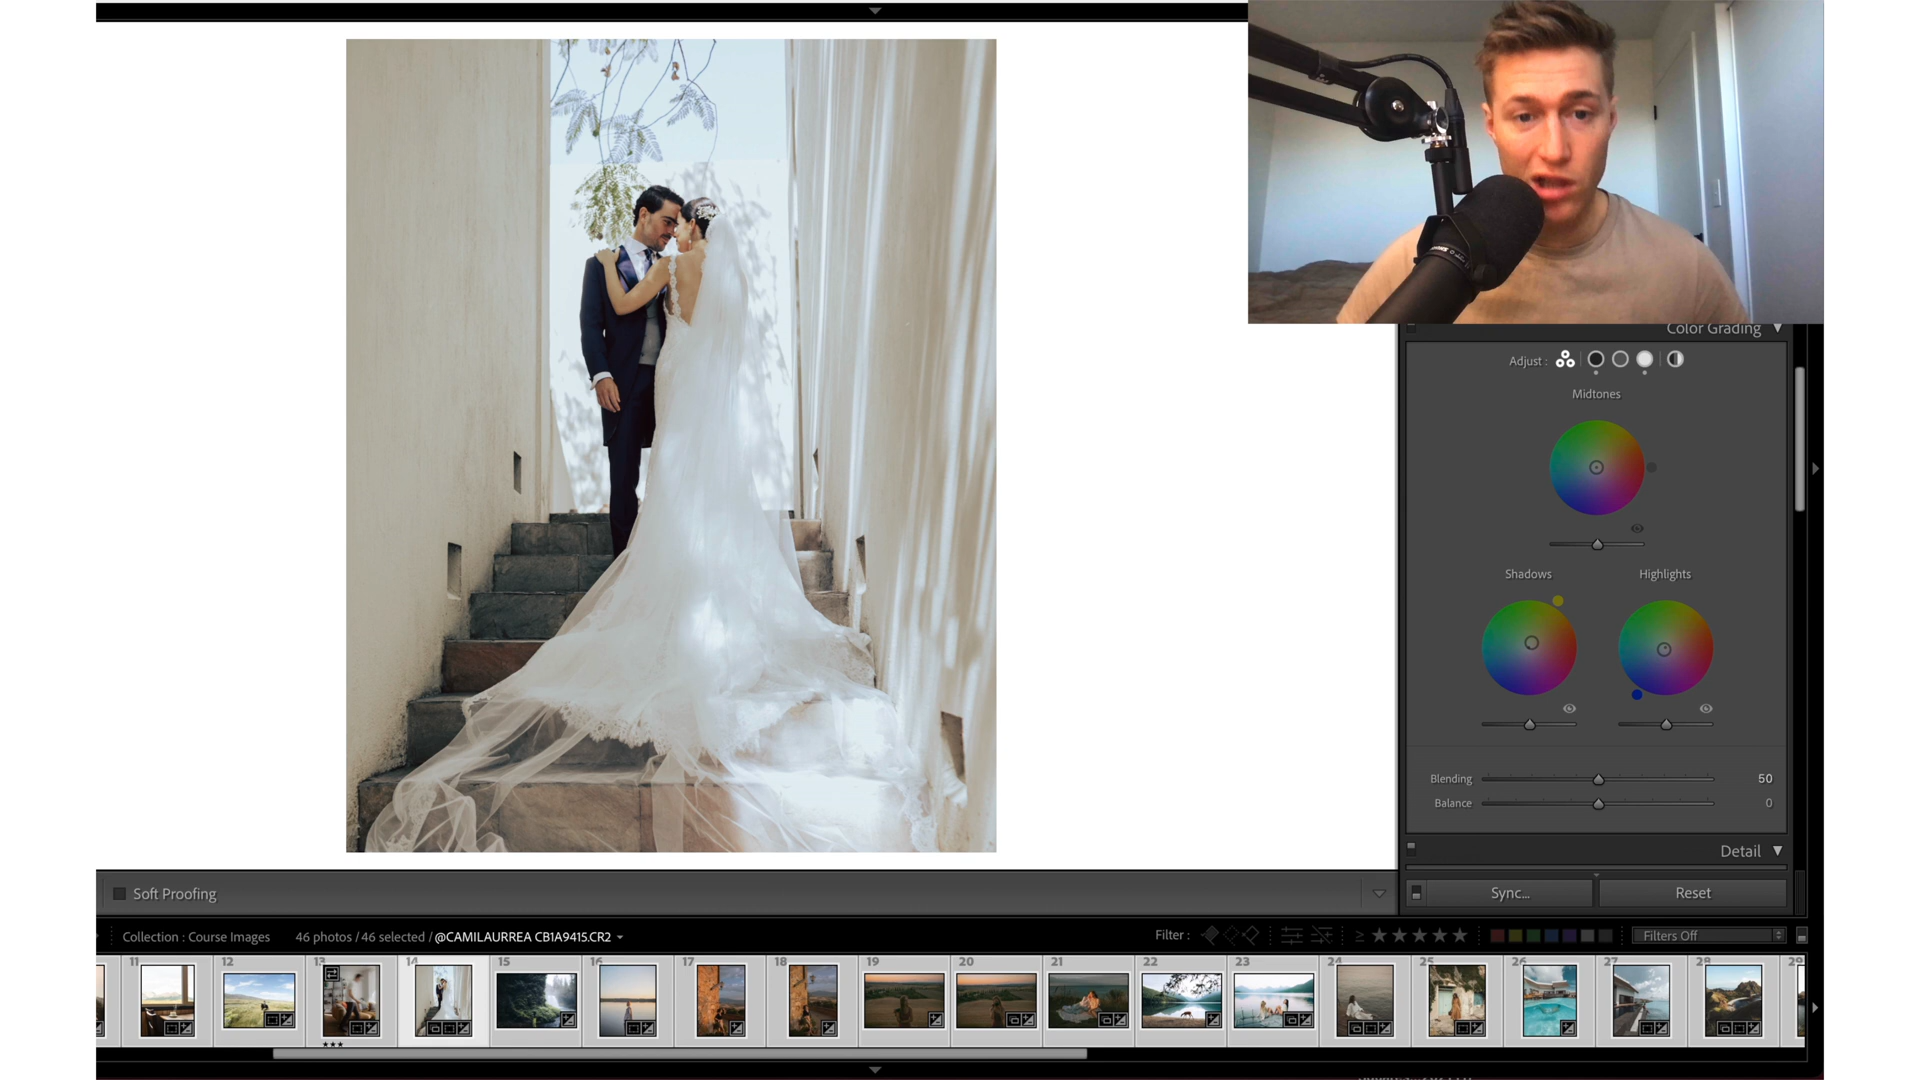 Color Grading
Adjust :
Midtones
Shadows
Highlights
Blending
50
Balance
0
Detail
Soft Proofing
Sync...
Reset
Collection : Course Images
46 photos / 46 selected / @CAMILAURREA CB1A9415.CR2
Filter :
Filters Off
11
12
13
14
15
16
17
18
19
20
21
22
23
24
25
26
27
28
29